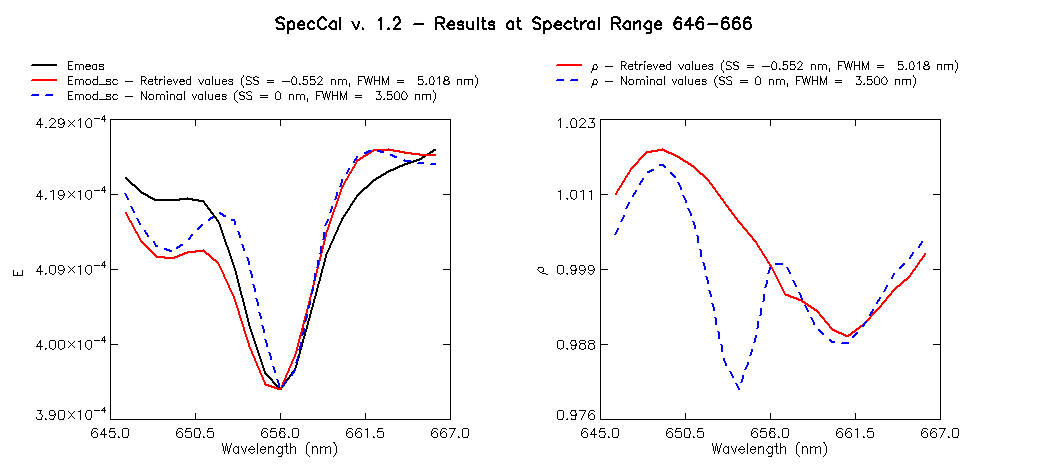 SpecCal v. 1.2 – Results at Spectral Range 646–666
Emeas
Emod_sc – Retrieved values (SS = –0.552 nm, FWHM = 5.018 nm)
Emod_sc – Nominal values (SS = 0 nm, FWHM = 3.500 nm)
4.29×10⁻⁴
4.19×10⁻⁴
4.09×10⁻⁴
4.00×10⁻⁴
3.90×10⁻⁴
E
645.0 650.5 656.0 661.5 667.0
Wavelength (nm)
ρ – Retrieved values (SS = –0.552 nm, FWHM = 5.018 nm)
ρ – Nominal values (SS = 0 nm, FWHM = 3.500 nm)
1.023
1.011
0.999
0.988
0.976
ρ
645.0 650.5 656.0 661.5 667.0
Wavelength (nm)